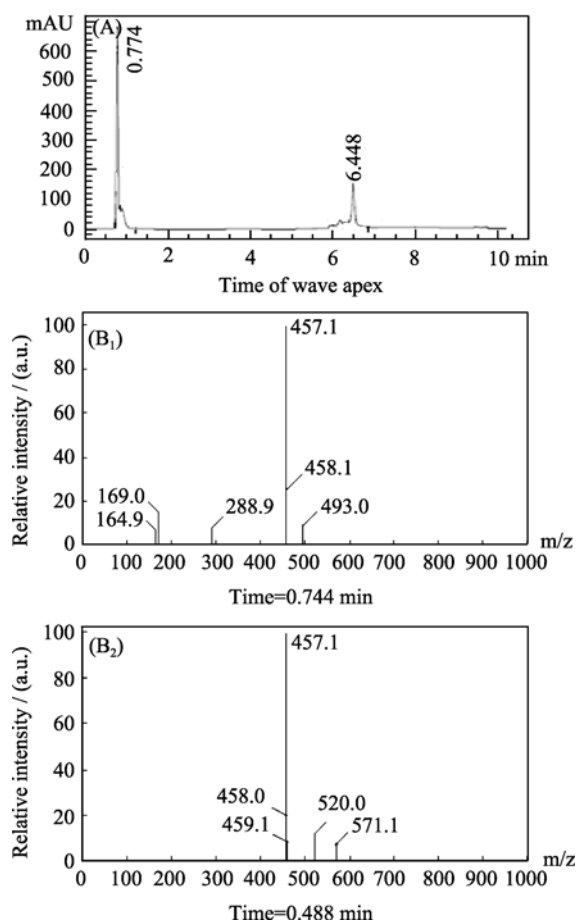 mAU (A)
600
500
400
300
200
100
0
0.774
6.448
0 2 4 6 8 10 min
Time of wave apex
(B1)
Relative intensity / (a.u.)
100
80
60
40
20
0
457.1
458.1
169.0
164.9
288.9
493.0
m/z
0 100 200 300 400 500 600 700 800 900 1000
Time=0.744 min
(B2)
Relative intensity / (a.u.)
100
80
60
40
20
0
457.1
458.0
459.1
520.0
571.1
m/z
0 100 200 300 400 500 600 700 800 900 1000
Time=0.488 min